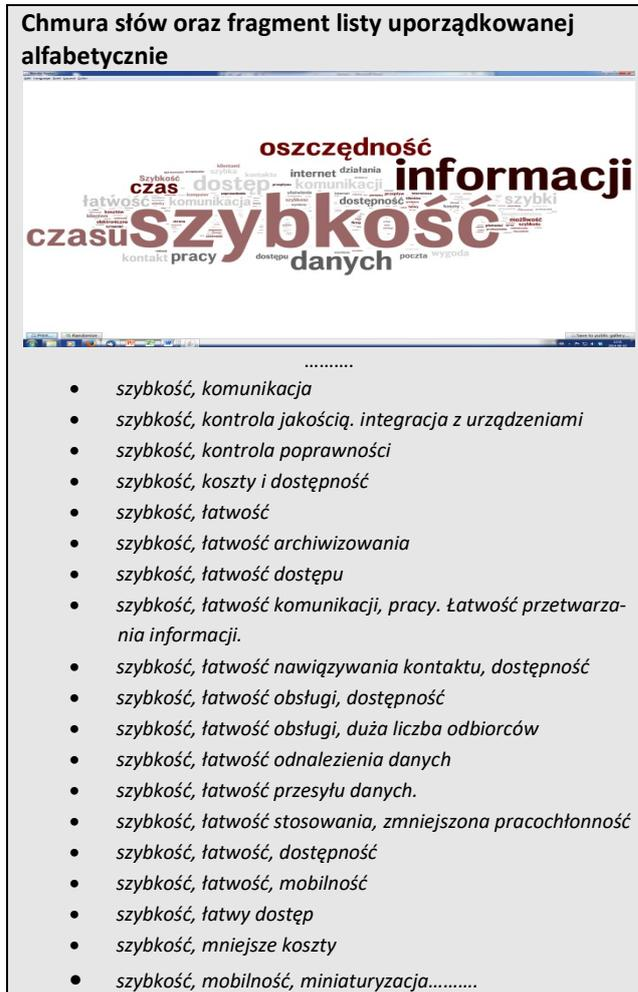 Chmura słów oraz fragment listy uporządkowanej
alfabetycznie
oszczędność
informacji
internet działania
Szybkość
czas
dostęp
komunikacji
łatwość
komunikacja
dostępność
szybki
możliwość
czasu
szybkość
kontakt
pracy
dostępu
danych
poczta
wygoda
……….
• szybkość, komunikacja
• szybkość, kontrola jakością. integracja z urządzeniami
• szybkość, kontrola poprawności
• szybkość, koszty i dostępność
• szybkość, łatwość
• szybkość, łatwość archiwizowania
• szybkość, łatwość dostępu
• szybkość, łatwość komunikacji, pracy. Łatwość przetwarza-
nia informacji.
• szybkość, łatwość nawiązywania kontaktu, dostępność
• szybkość, łatwość obsługi, dostępność
• szybkość, łatwość obsługi, duża liczba odbiorców
• szybkość, łatwość odnalezienia danych
• szybkość, łatwość przesyłu danych.
• szybkość, łatwość stosowania, zmniejszona pracochłonność
• szybkość, łatwość, dostępność
• szybkość, łatwość, mobilność
• szybkość, łatwy dostęp
• szybkość, mniejsze koszty
• szybkość, mobilność, miniaturyzacja……….